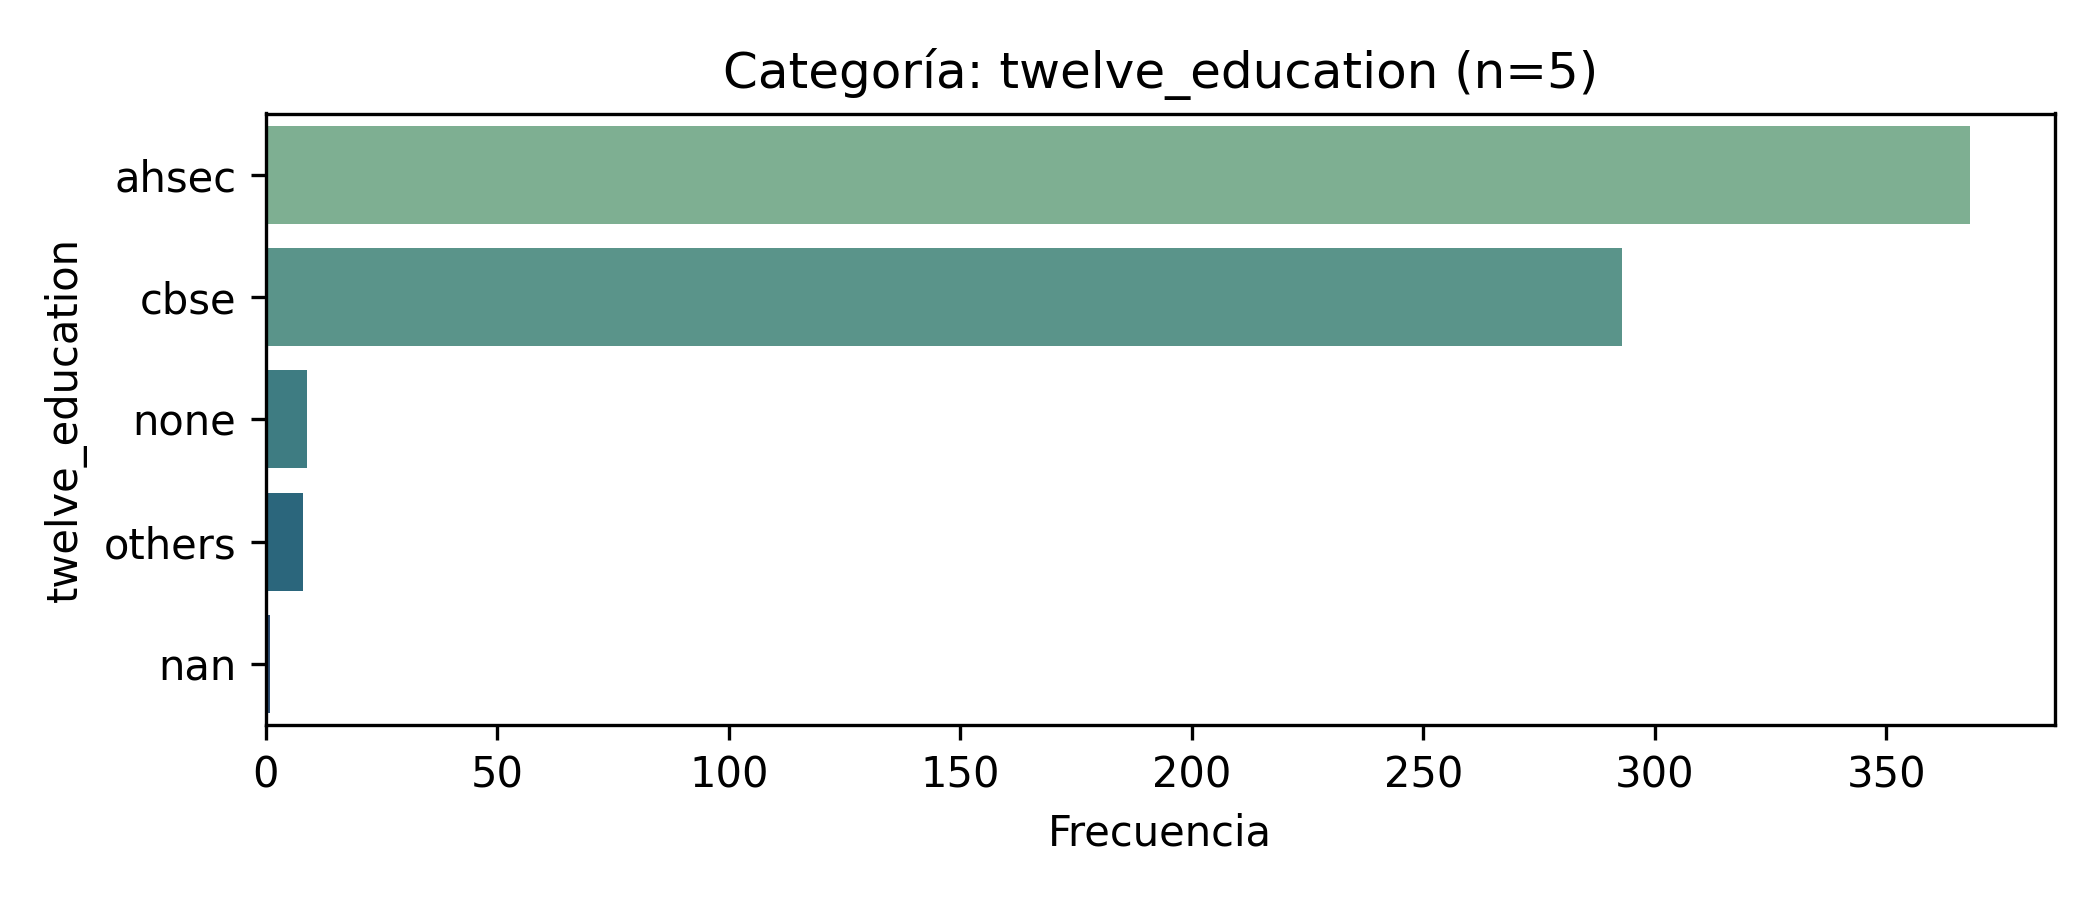 Categoría: twelve_education (n=5)
twelve_education
ahsec
cbse
none
others
nan
0 50 100 150 200 250 300 350
Frecuencia